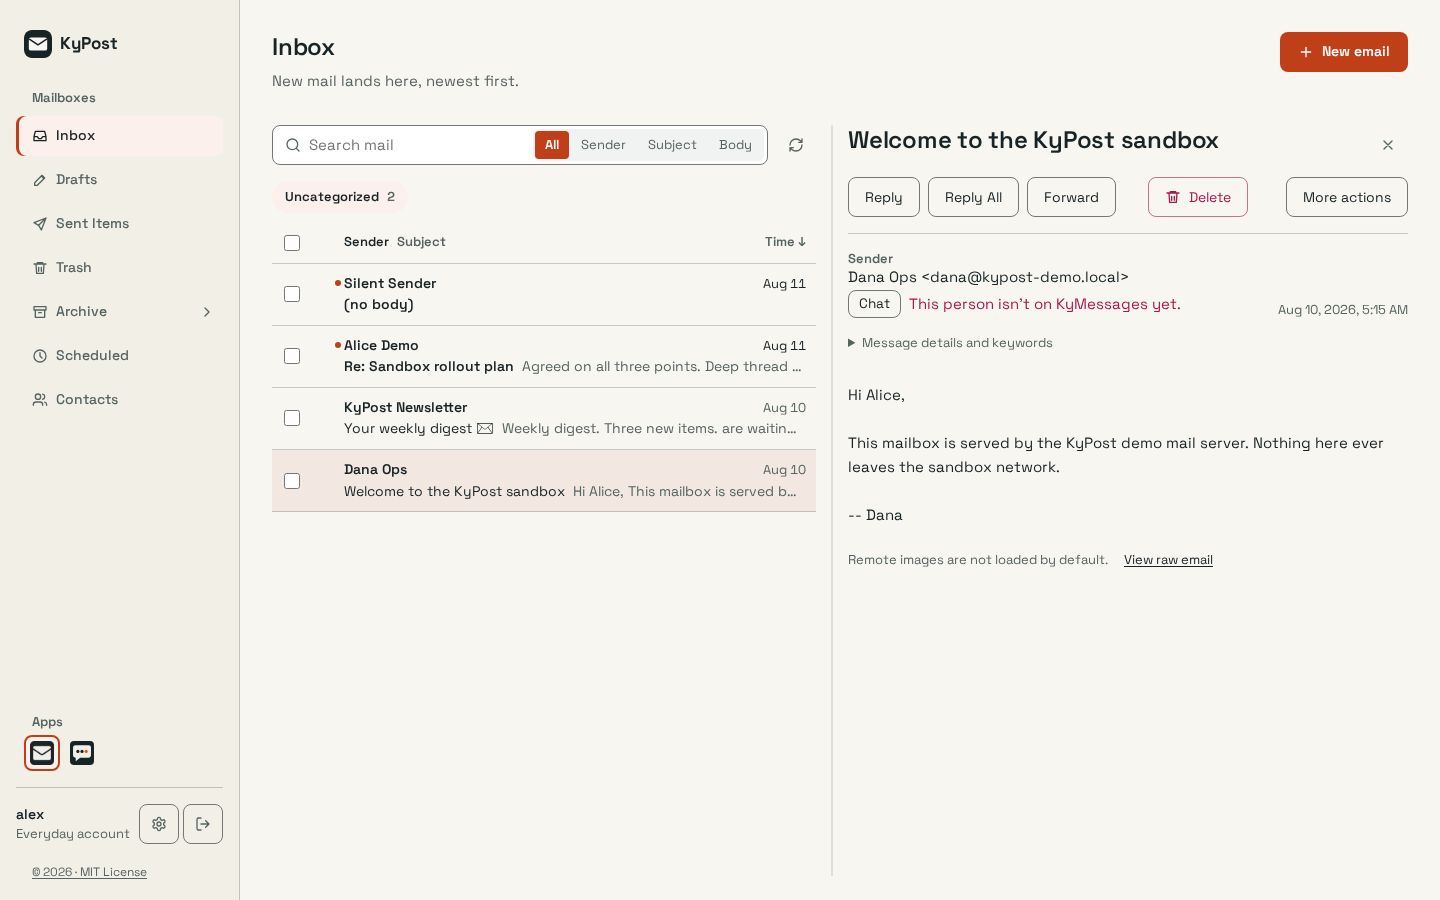 KyPost
Mailboxes
Inbox
Drafts
Sent Items
Trash
Archive
Scheduled
Contacts
Apps
alex
Everyday account
© 2026 · MIT License
Inbox
New mail lands here, newest first.
New email
Search mail
All
Sender
Subject
Body
Uncategorized 2
Sender Subject
Time ↓
Silent Sender
Aug 11
(no body)
Alice Demo
Aug 11
Re: Sandbox rollout plan Agreed on all three points. Deep thread ...
KyPost Newsletter
Aug 10
Your weekly digest ✉ Weekly digest. Three new items. are waitin...
Dana Ops
Aug 10
Welcome to the KyPost sandbox Hi Alice, This mailbox is served b...
Welcome to the KyPost sandbox
Reply
Reply All
Forward
Delete
More actions
Sender
Dana Ops <dana@kypost-demo.local>
Chat
This person isn't on KyMessages yet.
Aug 10, 2026, 5:15 AM
Message details and keywords
Hi Alice,
This mailbox is served by the KyPost demo mail server. Nothing here ever
leaves the sandbox network.
-- Dana
Remote images are not loaded by default.
View raw email